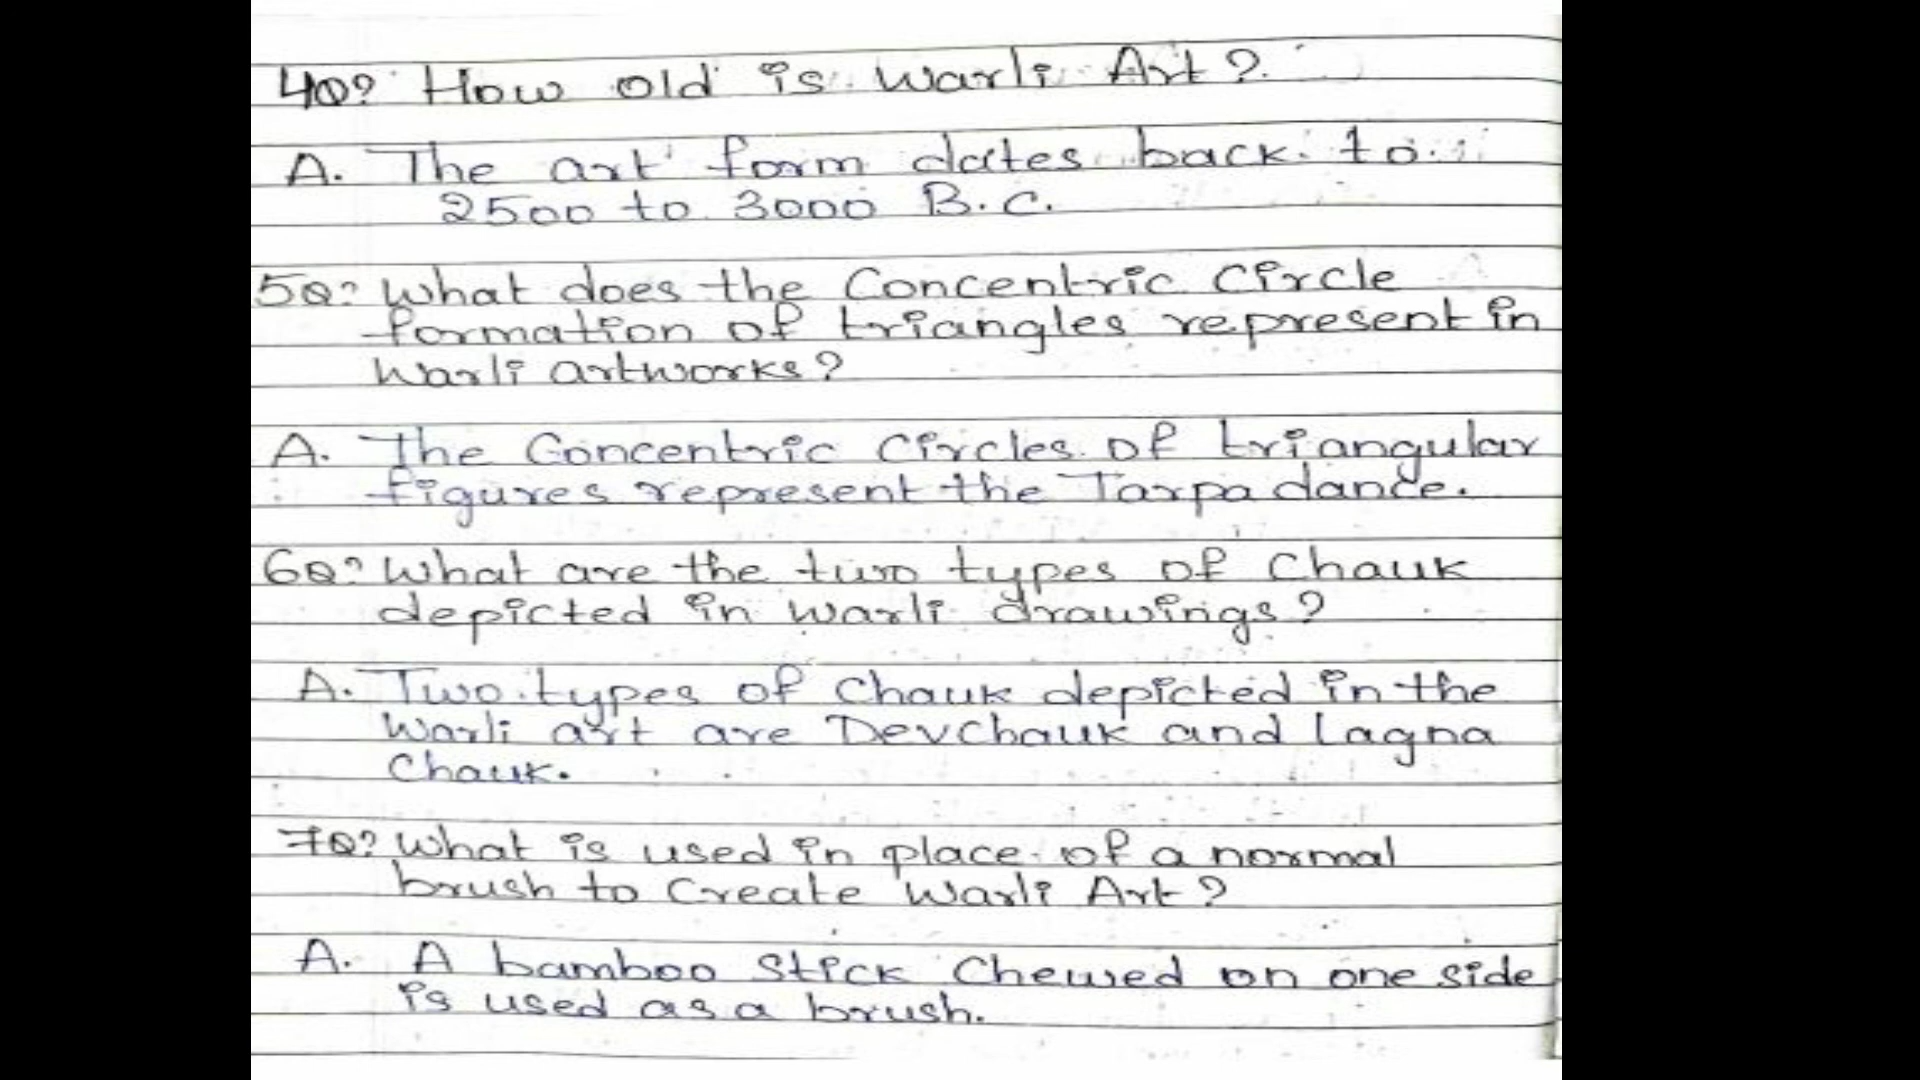 4Q? How old is Warli Art?
A. The art form dates back to
2500 to 3000 B.C.
5Q? What does the Concentric Circle
formation of triangles represent in
Warli artworks?
A. The Concentric Circles of triangular
figures represent the Tarpa dance.
6Q? What are the two types of Chauk
depicted in Warli drawings?
A. Two types of Chauk depicted in the
Warli art are DevChauk and Lagna
Chauk.
7Q? What is used in place of a normal
brush to Create Warli Art?
A. A bamboo Stick Chewed on one side
is used as a brush.